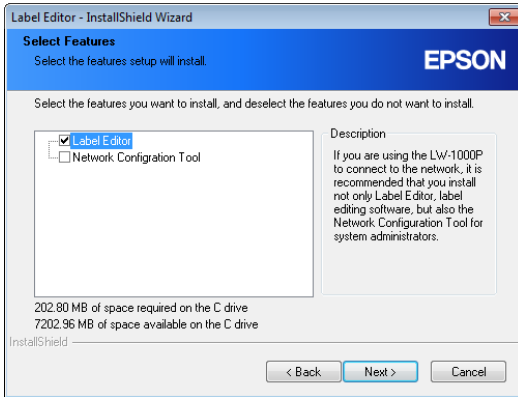 Label Editor - InstallShield Wizard
Select Features
Select the features setup will install.
EPSON
Select the features you want to install, and deselect the features you do not want to install.
Label Editor
Network Configration Tool
Description
If you are using the LW-1000P
to connect to the network, it is
recommended that you install
not only Label Editor, label
editing software, but also the
Network Configuration Tool for
system administrators.
202.80 MB of space required on the C drive
7202.96 MB of space available on the C drive
InstallShield
< Back
Next >
Cancel